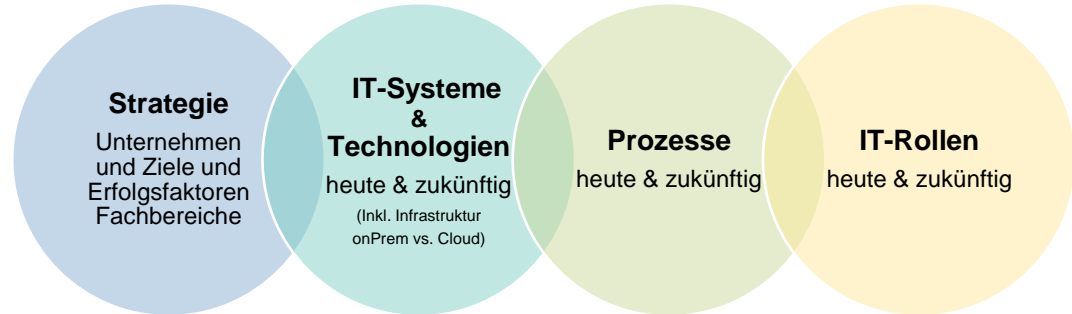 Strategie
Unternehmen
und Ziele und
Erfolgsfaktoren
Fachbereiche
IT-Systeme
&
Technologien
heute & zukünftig
(Inkl. Infrastruktur
onPrem vs. Cloud)
Prozesse
heute & zukünftig
IT-Rollen
heute & zukünftig